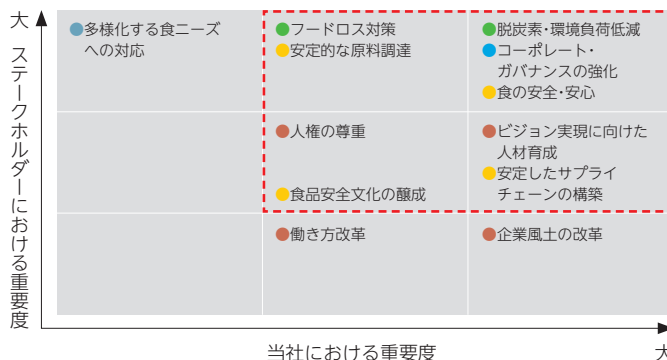 大
ステークホルダーにおける重要度
●多様化する食ニーズ
への対応
●フードロス対策
●安定的な原料調達
●脱炭素・環境負荷低減
●コーポレート・
ガバナンスの強化
●食の安全・安心
●人権の尊重
●食品安全文化の醸成
●ビジョン実現に向けた
人材育成
●安定したサプライ
チェーンの構築
●働き方改革
●企業風土の改革
当社における重要度
大